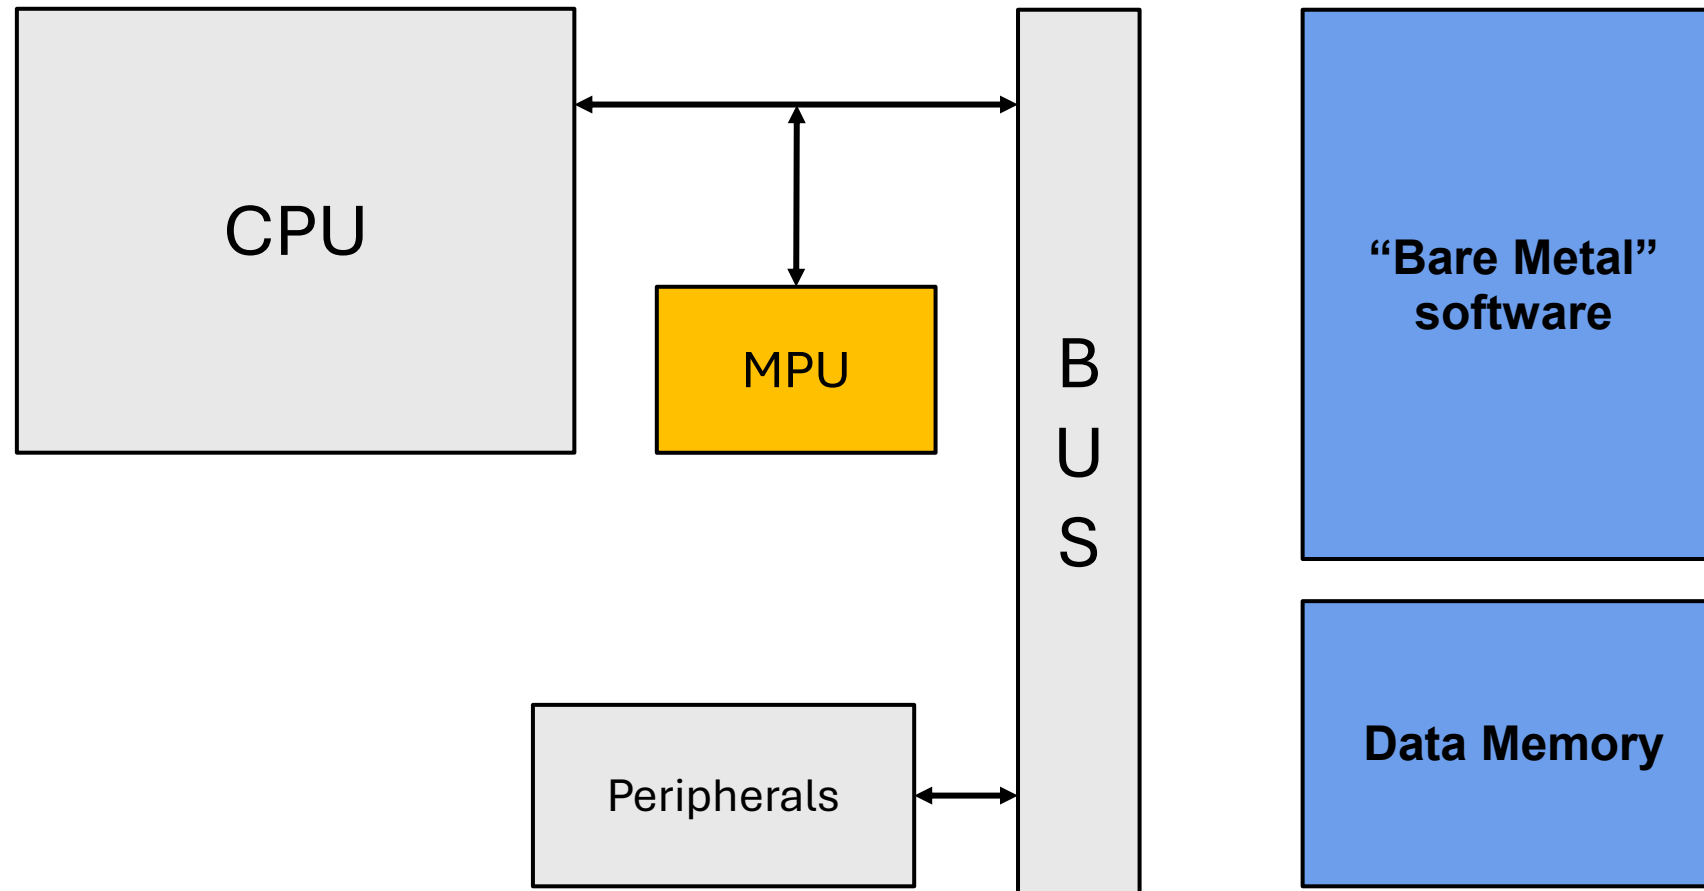 CPU
MPU
B
U
S
“Bare Metal”
software
Data Memory
Peripherals